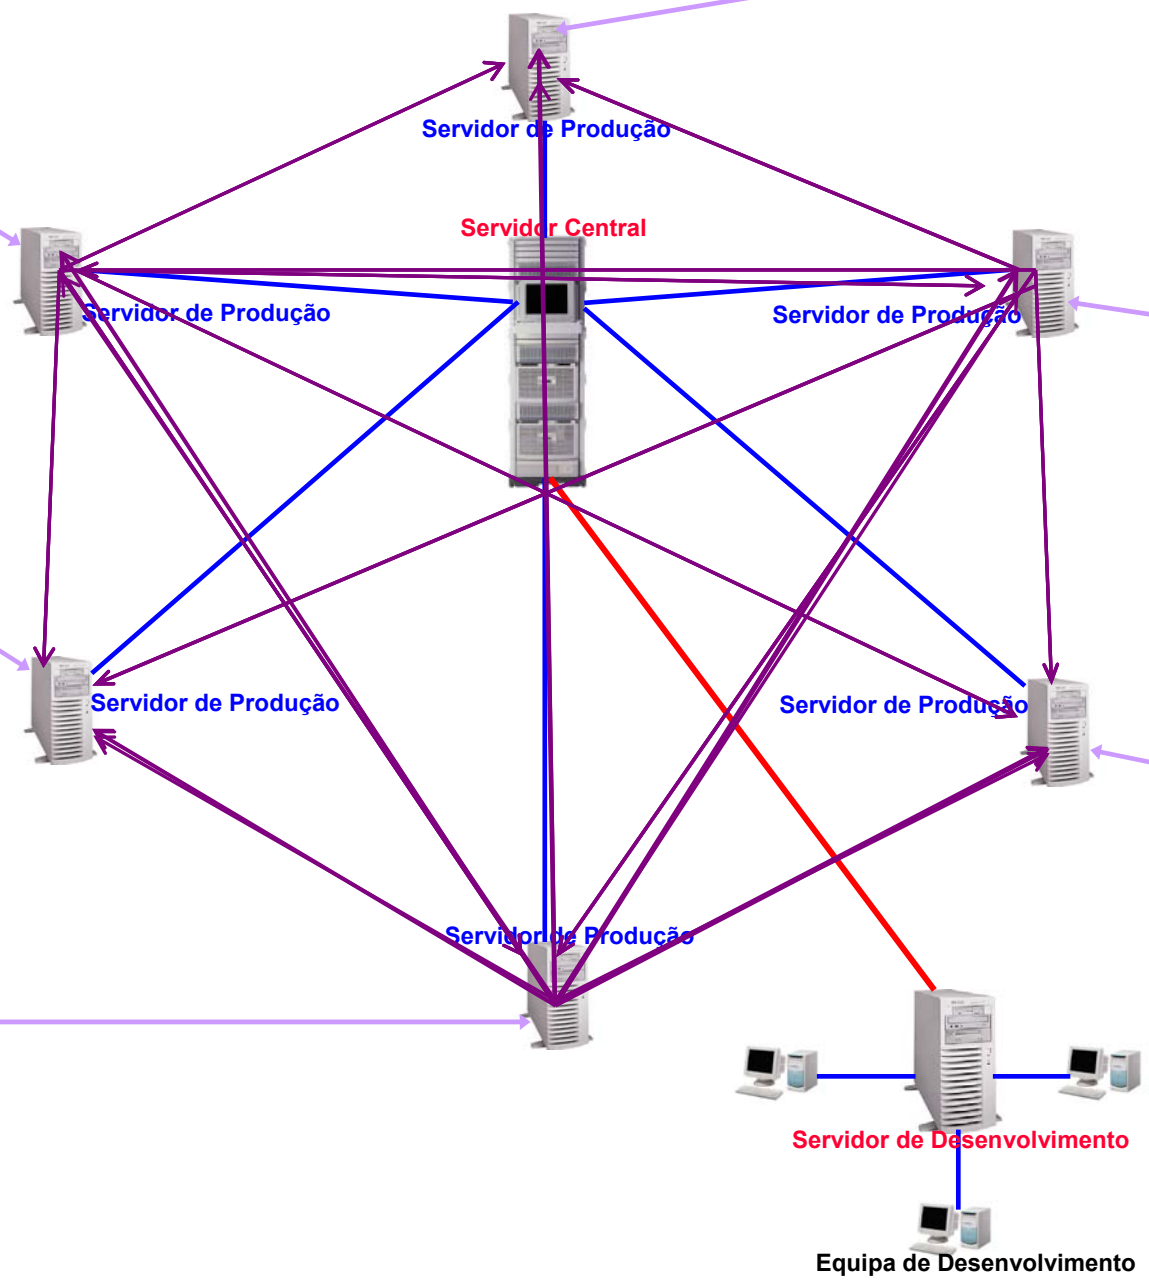 Servidor de Produção
Servidor Central
Servidor de Produção
Servidor de Produção
Servidor de Produção
Servidor de Produção
Servidor de Produção
Servidor de Desenvolvimento
Equipa de Desenvolvimento